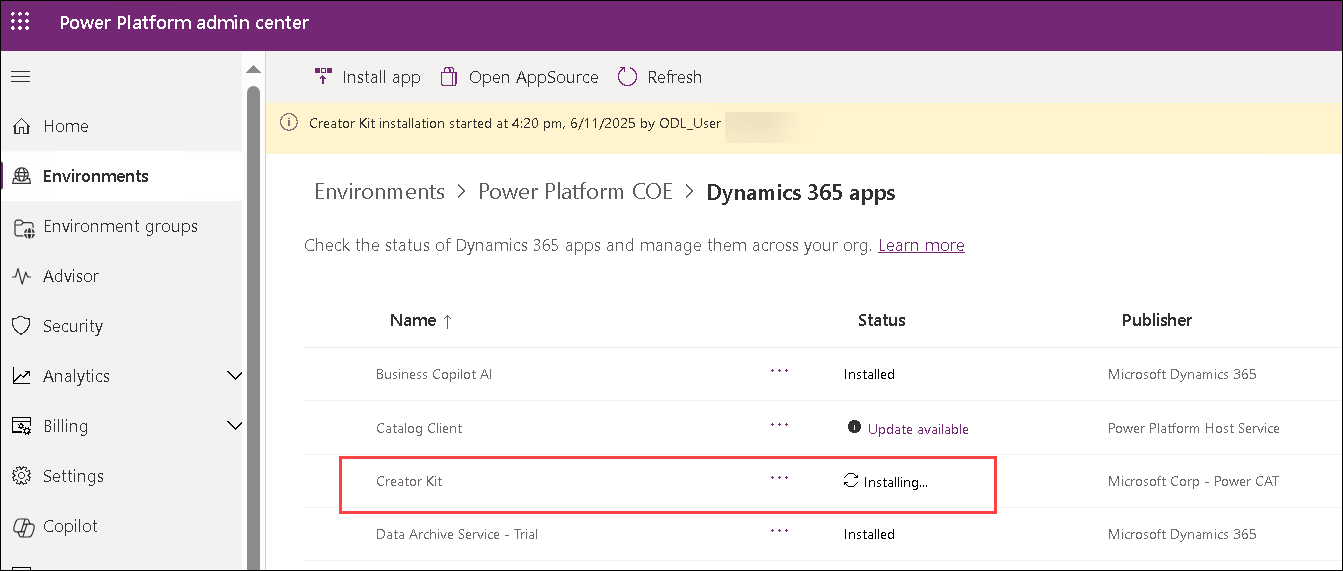 Power Platform admin center
Install app Open AppSource Refresh
Creator Kit installation started at 4:20 pm, 6/11/2025 by ODL_User
Home
Environments
Environment groups
Advisor
Security
Analytics
Billing
Settings
Copilot
Environments > Power Platform COE > Dynamics 365 apps
Check the status of Dynamics 365 apps and manage them across your org. Learn more
Name ↑ Status Publisher
Business Copilot AI ... Installed Microsoft Dynamics 365
Catalog Client ... Update available Power Platform Host Service
Creator Kit ... Installing... Microsoft Corp - Power CAT
Data Archive Service - Trial ... Installed Microsoft Dynamics 365